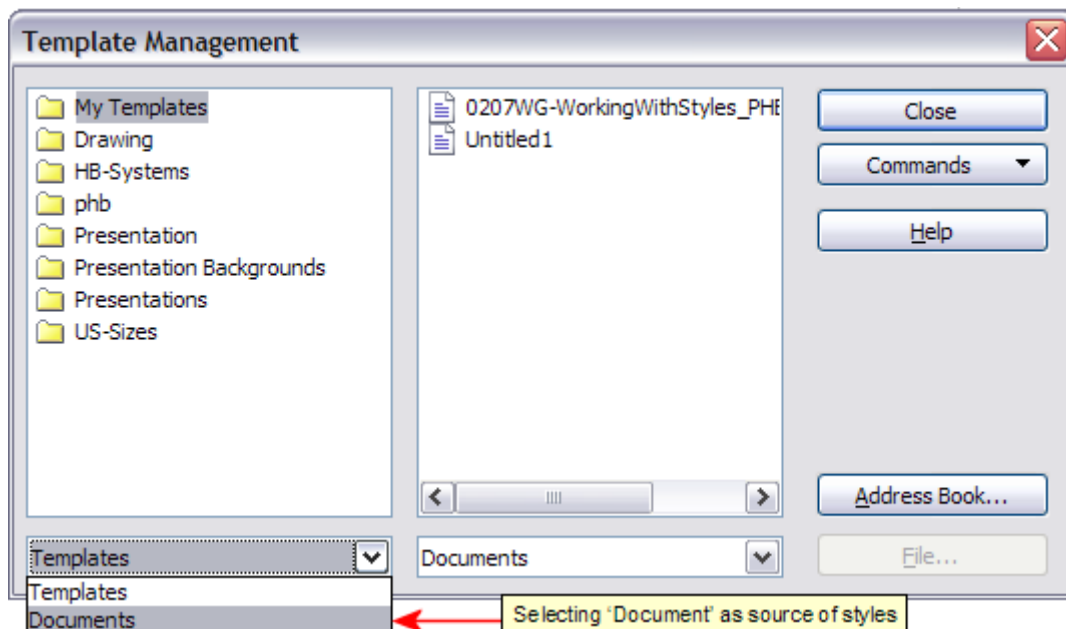 Template Management
My Templates
Drawing
HB-Systems
phb
Presentation
Presentation Backgrounds
Presentations
US-Sizes
0207WG-WorkingWithStyles_PHB
Untitled1
Close
Commands
Help
Address Book...
File...
Templates
Documents
Templates
Documents
Selecting ‘Document’ as source of styles